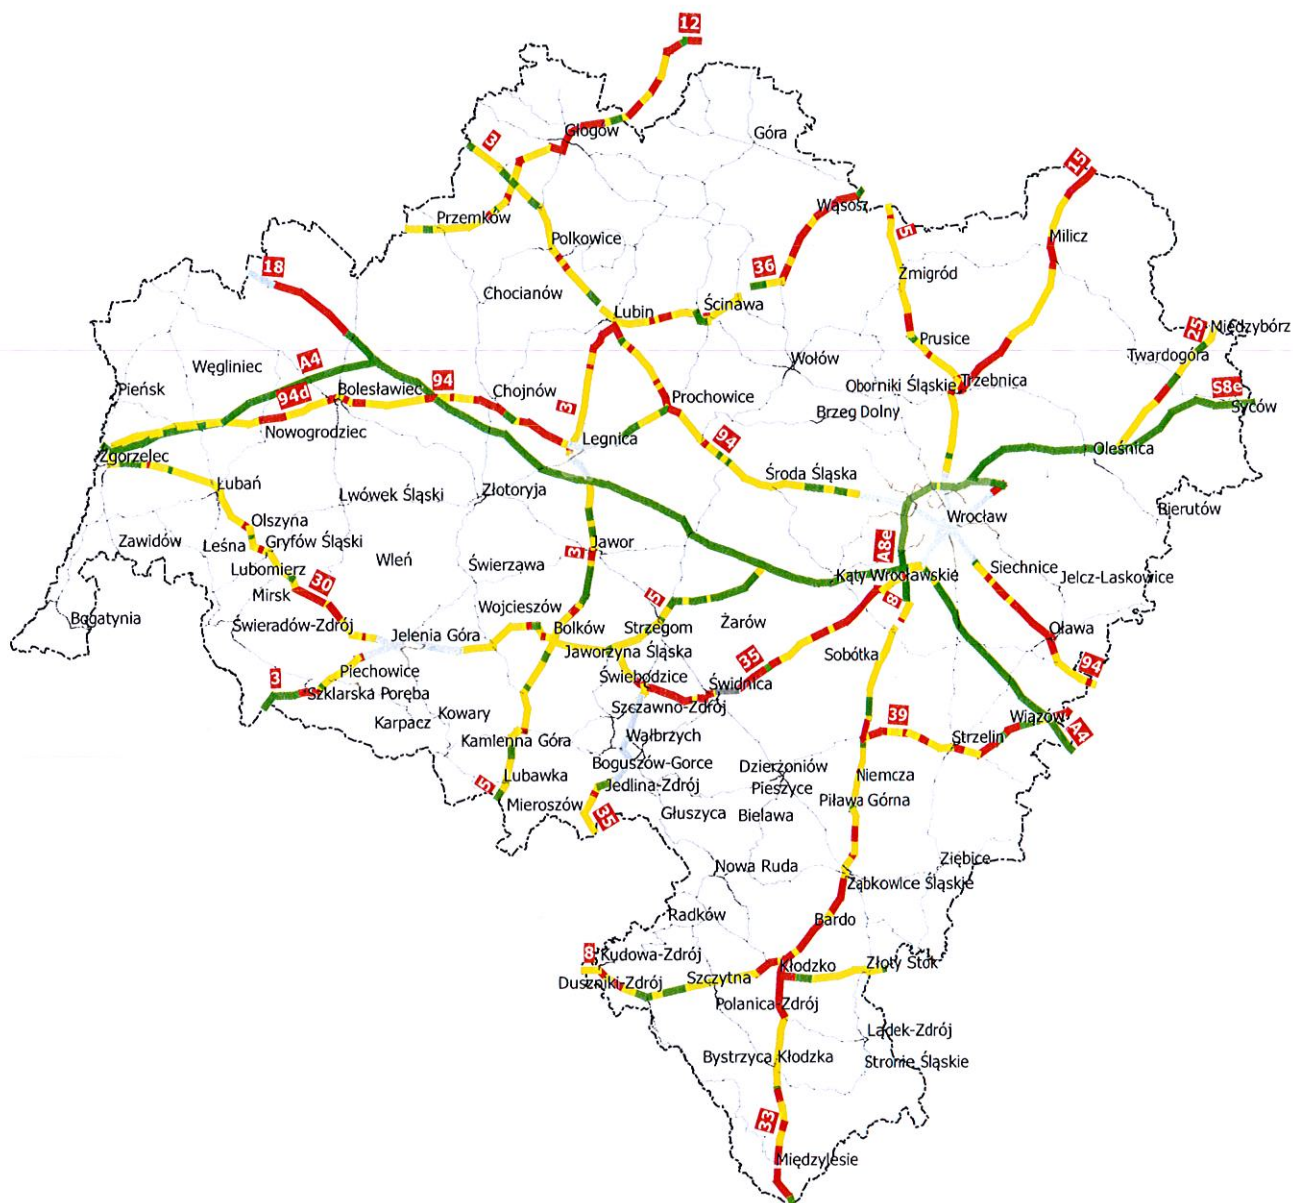 12
Głogów
Góra
3
15
Przemków
Wąsosz
5
Milicz
Polkowice
18
36
Żmigród
Chocianów
Ścinawa
Lubin
25
Międzybórz
Prusice
Twardogóra
Węgliniec
A4
Wołów
Pieńsk
94d
Bolesławiec
94
Chojnów
Oborniki Śląskie
Trzebnica
S8e
Syców
Prochowice
3
Brzeg Dolny
Nowogrodziec
Legnica
94
Oleśnica
Zgorzelec
Środa Śląska
Łubań
Lwówek Śląski
Złotoryja
Wrocław
Bierutów
Olszyna
Zawidów
Leśna
Gryfów Śląski
Jawor
3
A8e
Wleń
Świerzawa
Lubomierz
Siechnice
Kąty Wrocławskie
Jelcz-Laskowice
30
Mirsk
5
8
Wojcieszów
Bogatynia
Świeradów-Zdrój
Bolków
Strzegom
Żarów
Oława
Jelenia Góra
Jaworzyna Śląska
35
Sobótka
Piechowice
Świebodzice
94
3
Szklarska Poręba
Świdnica
Szczawno-Zdrój
Karpacz
Kowary
39
Wiązów
Kamienna Góra
Wałbrzych
Strzelin
A4
Boguszów-Gorce
Dzierżoniów
Lubawka
Niemcza
5
Jedlina-Zdrój
Pieszyce
Mieroszów
Piława Górna
35
Głuszyca
Bielawa
Nowa Ruda
Ziębice
Ząbkowice Śląskie
Radków
Bardo
8
Kudowa-Zdrój
Kłodzko
Złoty Stok
Duszniki-Zdrój
Szczytna
Polanica-Zdrój
Lądek-Zdrój
Bystrzyca Kłodzka
Stronie Śląskie
33
Międzylesie